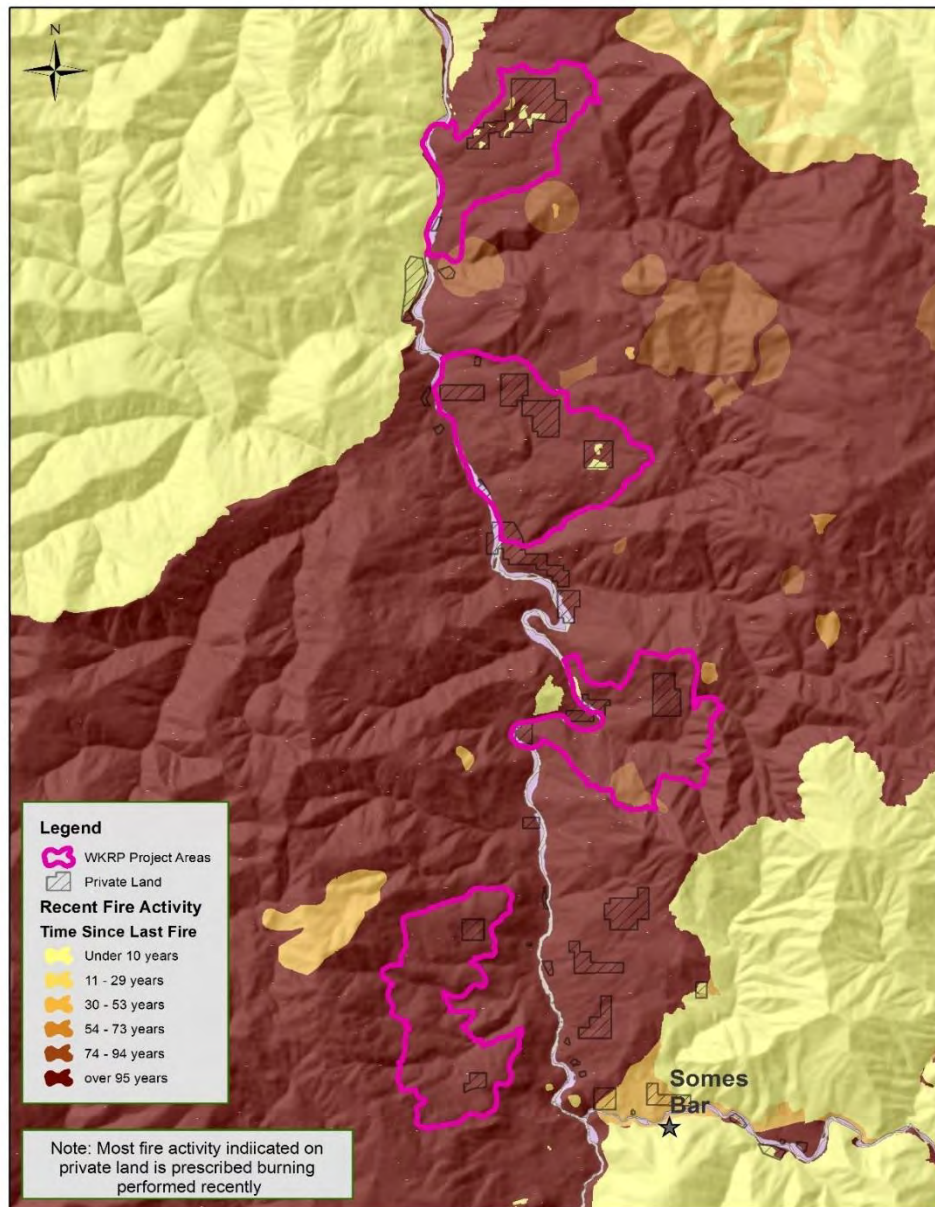 N
Somes
Bar
Legend
WKRP Project Areas
Private Land
Recent Fire Activity
Time Since Last Fire
Under 10 years
11 - 29 years
30 - 53 years
54 - 73 years
74 - 94 years
over 95 years
Note: Most fire activity indiicated on
private land is prescribed burning
performed recently